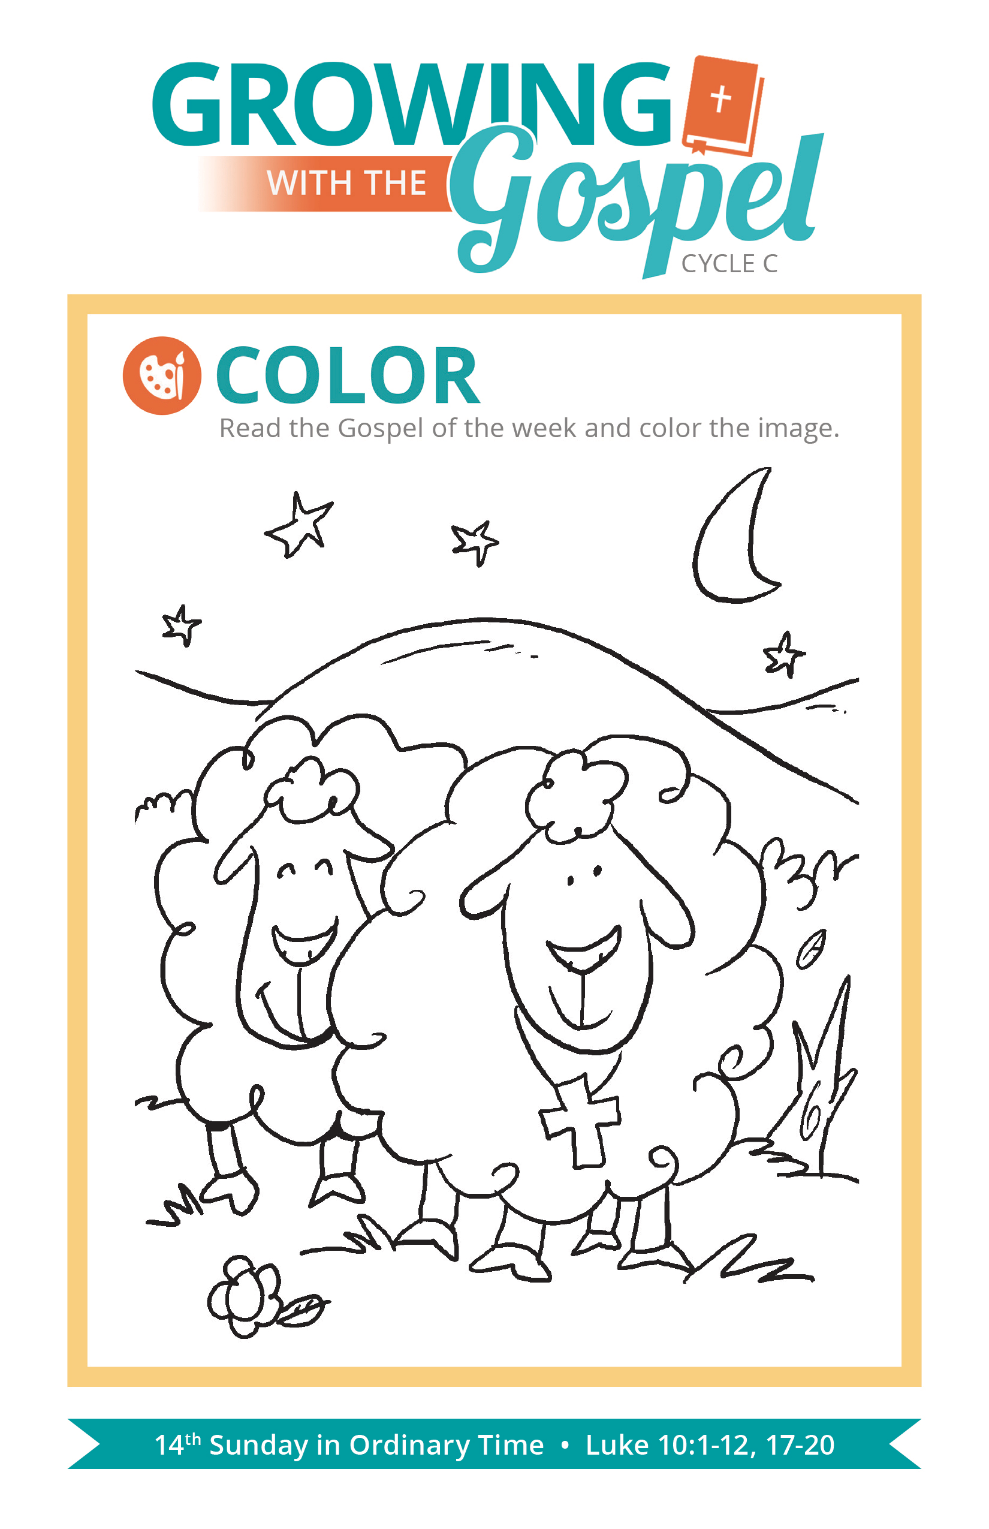 GROWING
WITH THE Gospel
CYCLE C
COLOR
Read the Gospel of the week and color the image.
14th Sunday in Ordinary Time • Luke 10:1-12, 17-20